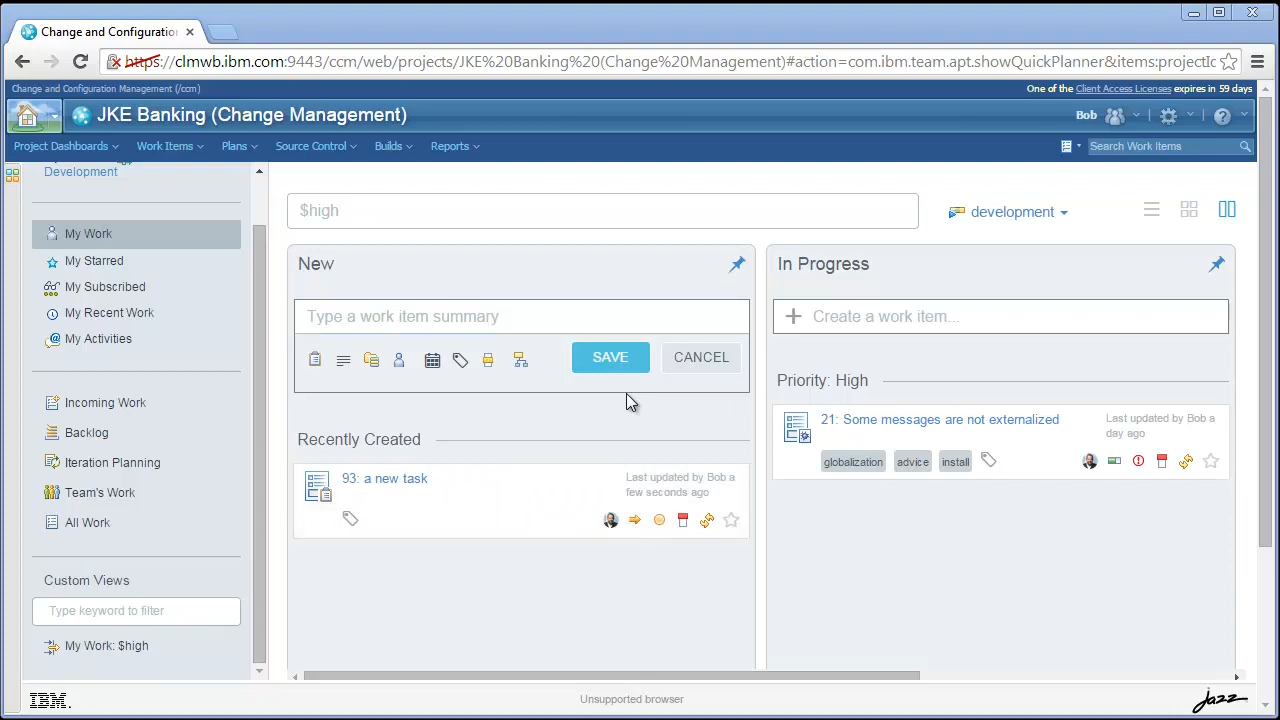 Change and Configuration
https://clmwb.ibm.com:9443/ccm/web/projects/JKE%20Banking%20(Change%20Management)#action=com.ibm.team.apt.showQuickPlanner&items:projectIc
Change and Configuration Management (/ccm)
One of the Client Access Licenses expires in 59 days
JKE Banking (Change Management)
Bob
Project Dashboards
Work Items
Plans
Source Control
Builds
Reports
Search Work Items
Development
My Work
My Starred
My Subscribed
My Recent Work
My Activities
Incoming Work
Backlog
Iteration Planning
Team's Work
All Work
Custom Views
Type keyword to filter
My Work: $high
$high
development
New
Type a work item summary
SAVE
CANCEL
Recently Created
93: a new task
Last updated by Bob a
few seconds ago
In Progress
Create a work item...
Priority: High
21: Some messages are not externalized
Last updated by Bob a
day ago
globalization
advice
install
IBM.
Unsupported browser
jazz